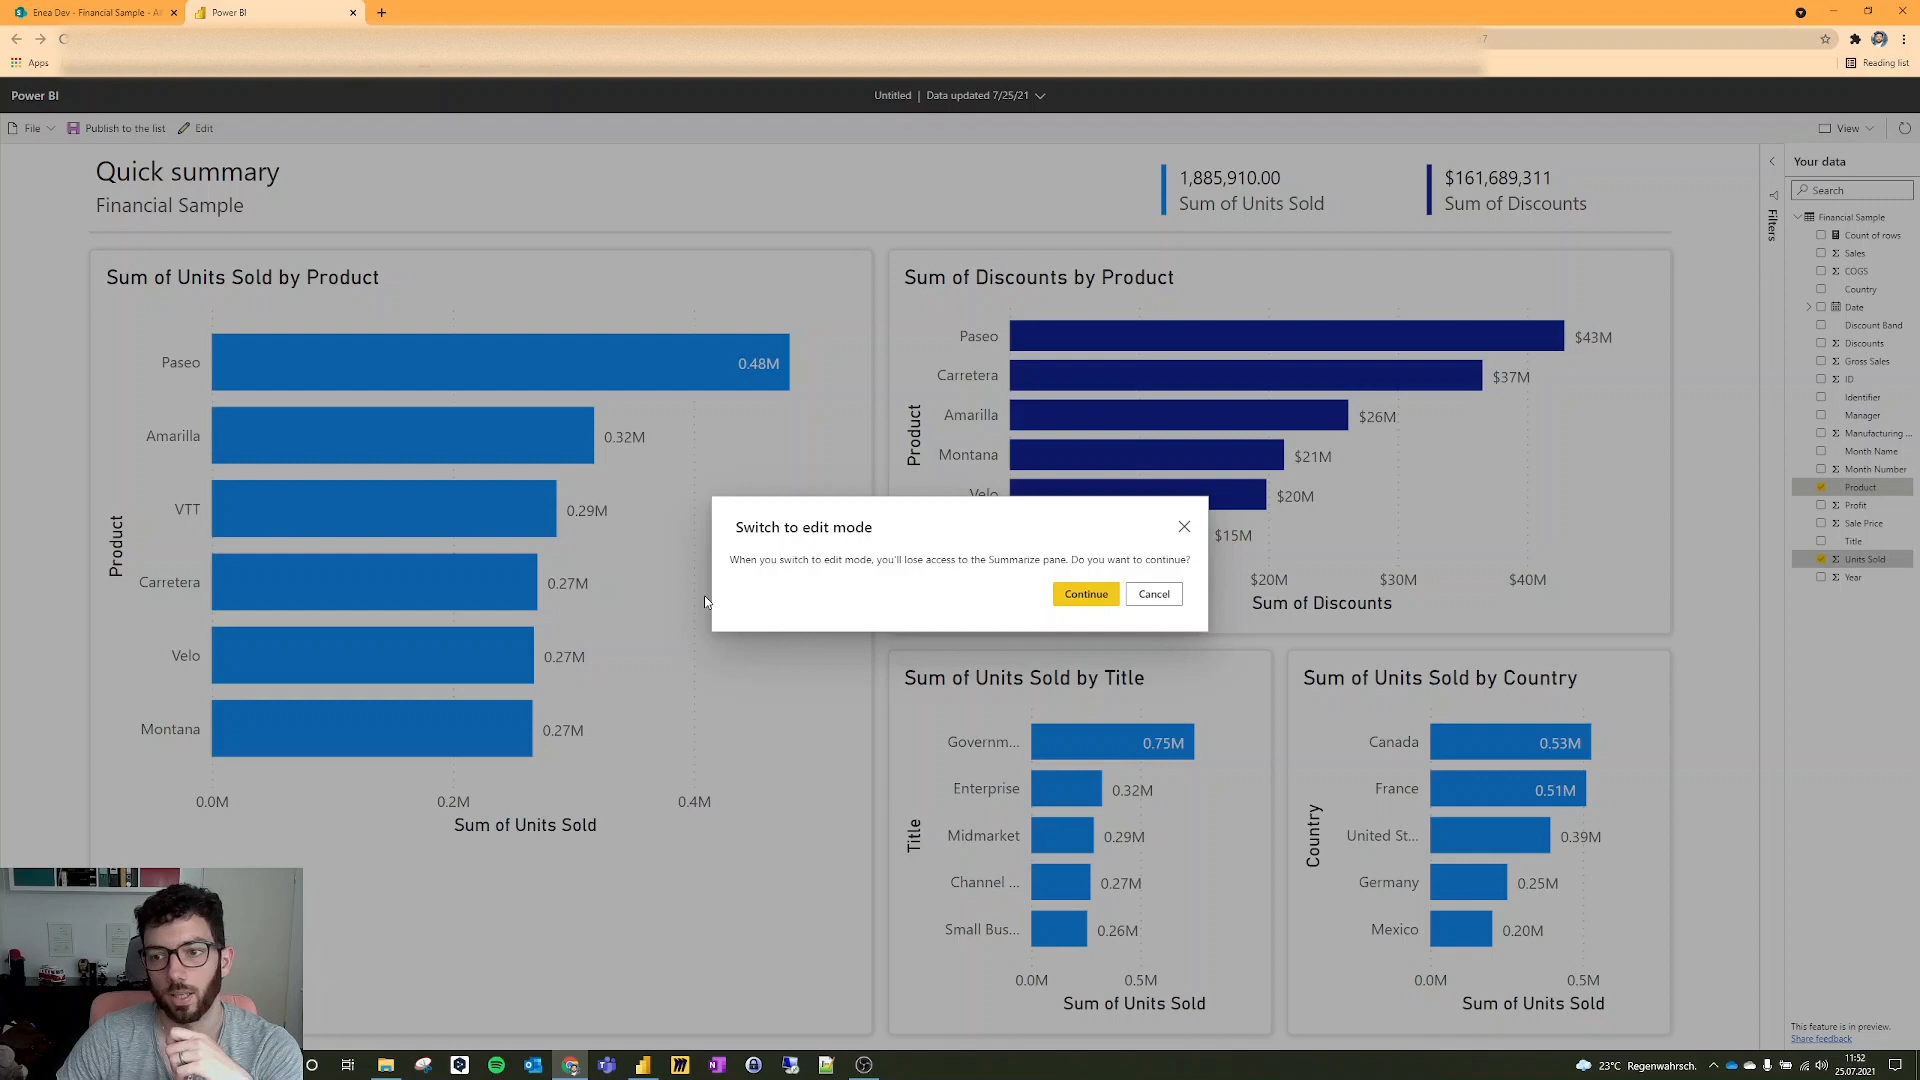 Enea Dev - Financial Sample - Al
Power BI
Apps
Reading list
Power BI
Untitled | Data updated 7/25/21
File
Publish to the list
Edit
View
Quick summary
Financial Sample
1,885,910.00
Sum of Units Sold
$161,689,311
Sum of Discounts
Sum of Units Sold by Product
Product
Paseo 0.48M
Amarilla 0.32M
VTT 0.29M
Carretera 0.27M
Velo 0.27M
Montana 0.27M
0.0M 0.2M 0.4M
Sum of Units Sold
Sum of Discounts by Product
Product
Paseo $43M
Carretera $37M
Amarilla $26M
Montana $21M
Velo $20M
$15M
$20M $30M $40M
Sum of Discounts
Switch to edit mode
When you switch to edit mode, you'll lose access to the Summarize pane. Do you want to continue?
Continue
Cancel
Sum of Units Sold by Title
Title
Governm... 0.75M
Enterprise 0.32M
Midmarket 0.29M
Channel ... 0.27M
Small Bus... 0.26M
0.0M 0.5M
Sum of Units Sold
Sum of Units Sold by Country
Country
Canada 0.53M
France 0.51M
United St... 0.39M
Germany 0.25M
Mexico 0.20M
0.0M 0.5M
Sum of Units Sold
Filters
Your data
Search
Financial Sample
Count of rows
Sales
COGS
Country
Date
Discount Band
Discounts
Gross Sales
ID
Identifier
Manager
Manufacturing ...
Month Name
Month Number
Product
Profit
Sale Price
Title
Units Sold
Year
This feature is in preview.
Share feedback
23°C Regenwahrsch.
11:52
25.07.2021